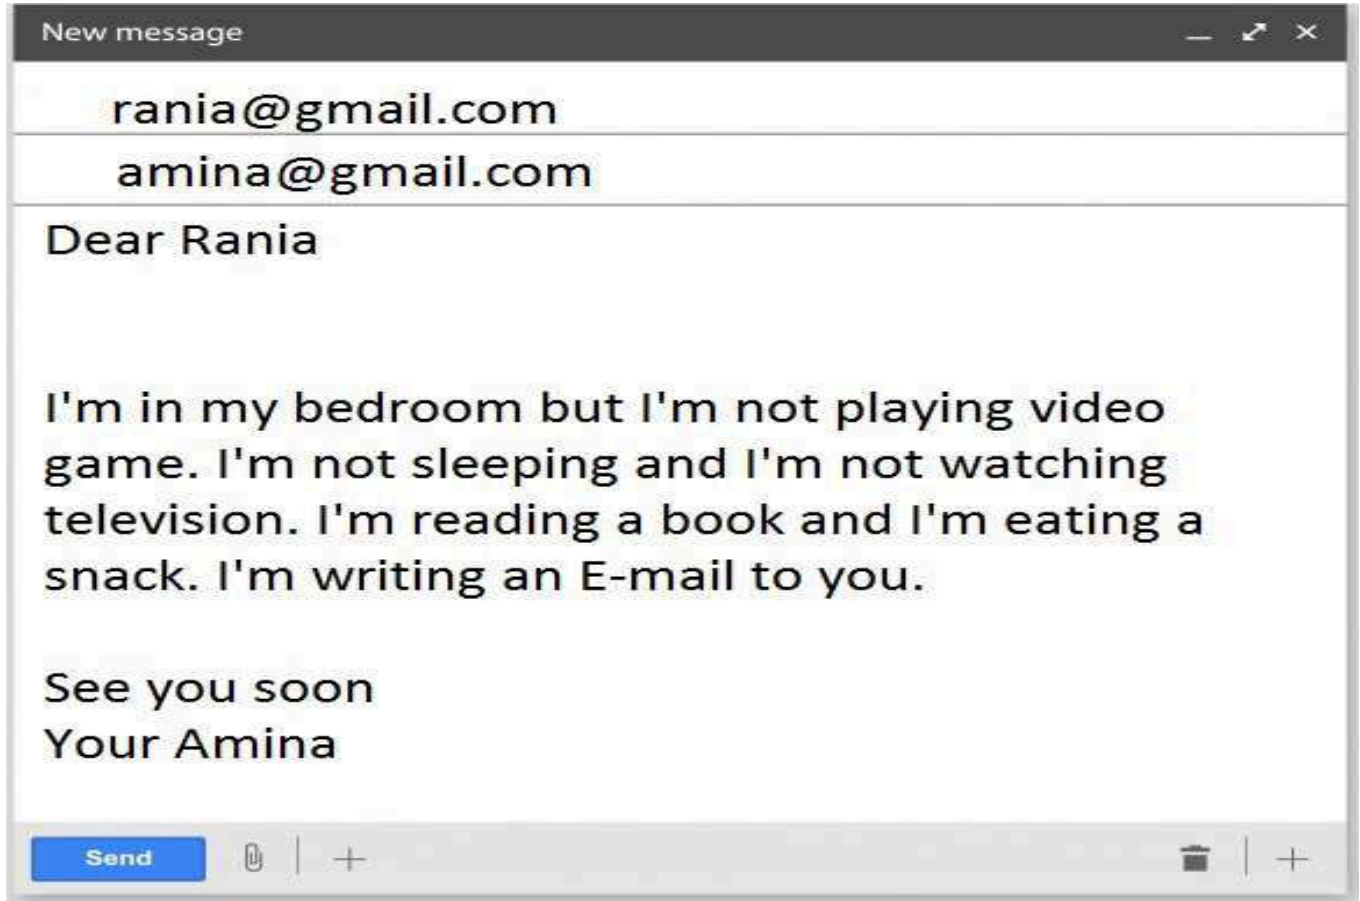 New message
rania@gmail.com
amina@gmail.com
Dear Rania
I'm in my bedroom but I'm not playing video
game. I'm not sleeping and I'm not watching
television. I'm reading a book and I'm eating a
snack. I'm writing an E-mail to you.
See you soon
Your Amina
Send